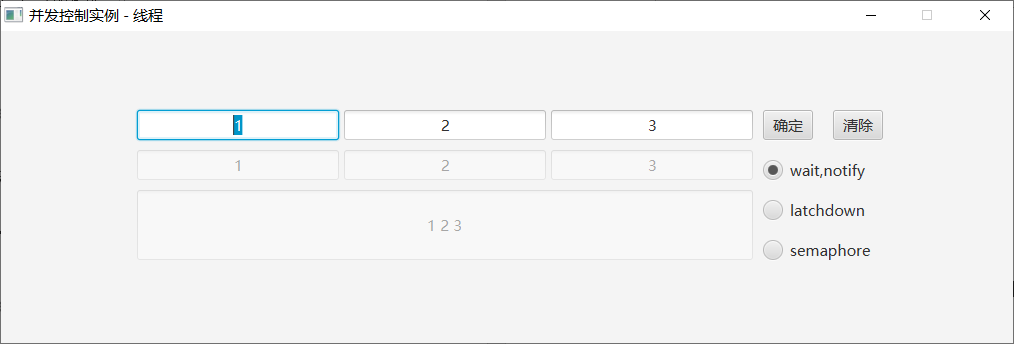 并发控制实例 - 线程
1 2 3 确定 清除
1 2 3 wait,notify
latchdown
1 2 3
semaphore